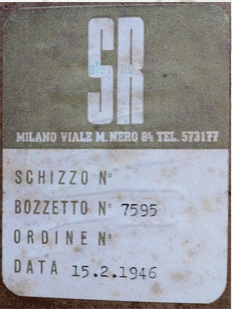 SR
MILANO VIALE M. NERO 84 TEL. 573177
SCHIZZO N°
BOZZETTO N° 7595
ORDINE N°
DATA 15.2.1946